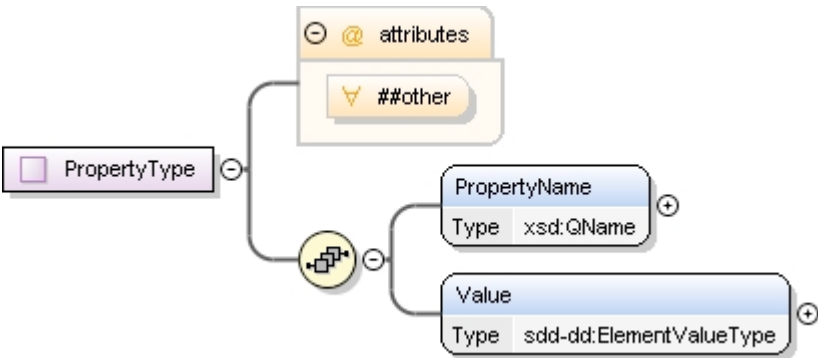 @ attributes
∀ ##other
PropertyType
PropertyName
Type xsd:QName
Value
Type sdd-dd:ElementValueType